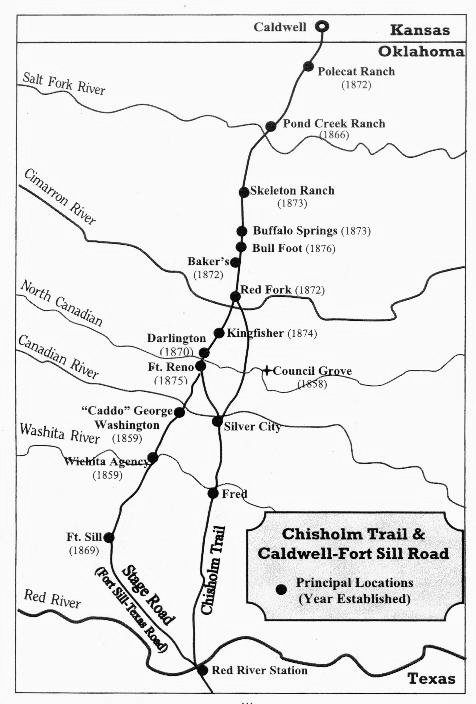 Caldwell
Kansas
Oklahoma
Polecat Ranch
(1872)
Salt Fork River
Pond Creek Ranch
(1866)
Cimarron River
Skeleton Ranch
(1873)
Buffalo Springs (1873)
Bull Foot (1876)
Baker's
(1872)
Red Fork (1872)
North Canadian
Kingfisher (1874)
Darlington
(1870)
Canadian River
Ft. Reno
(1875)
Council Grove
(1858)
"Caddo" George
Washington
(1859)
Silver City
Washita River
Wichita Agency
(1859)
Fred
Ft. Sill
(1869)
Chisholm Trail &
Caldwell-Fort Sill Road
Principal Locations
(Year Established)
Chisholm Trail
Stage Road
(Fort Sill-Texas Road)
Red River
Red River Station
Texas